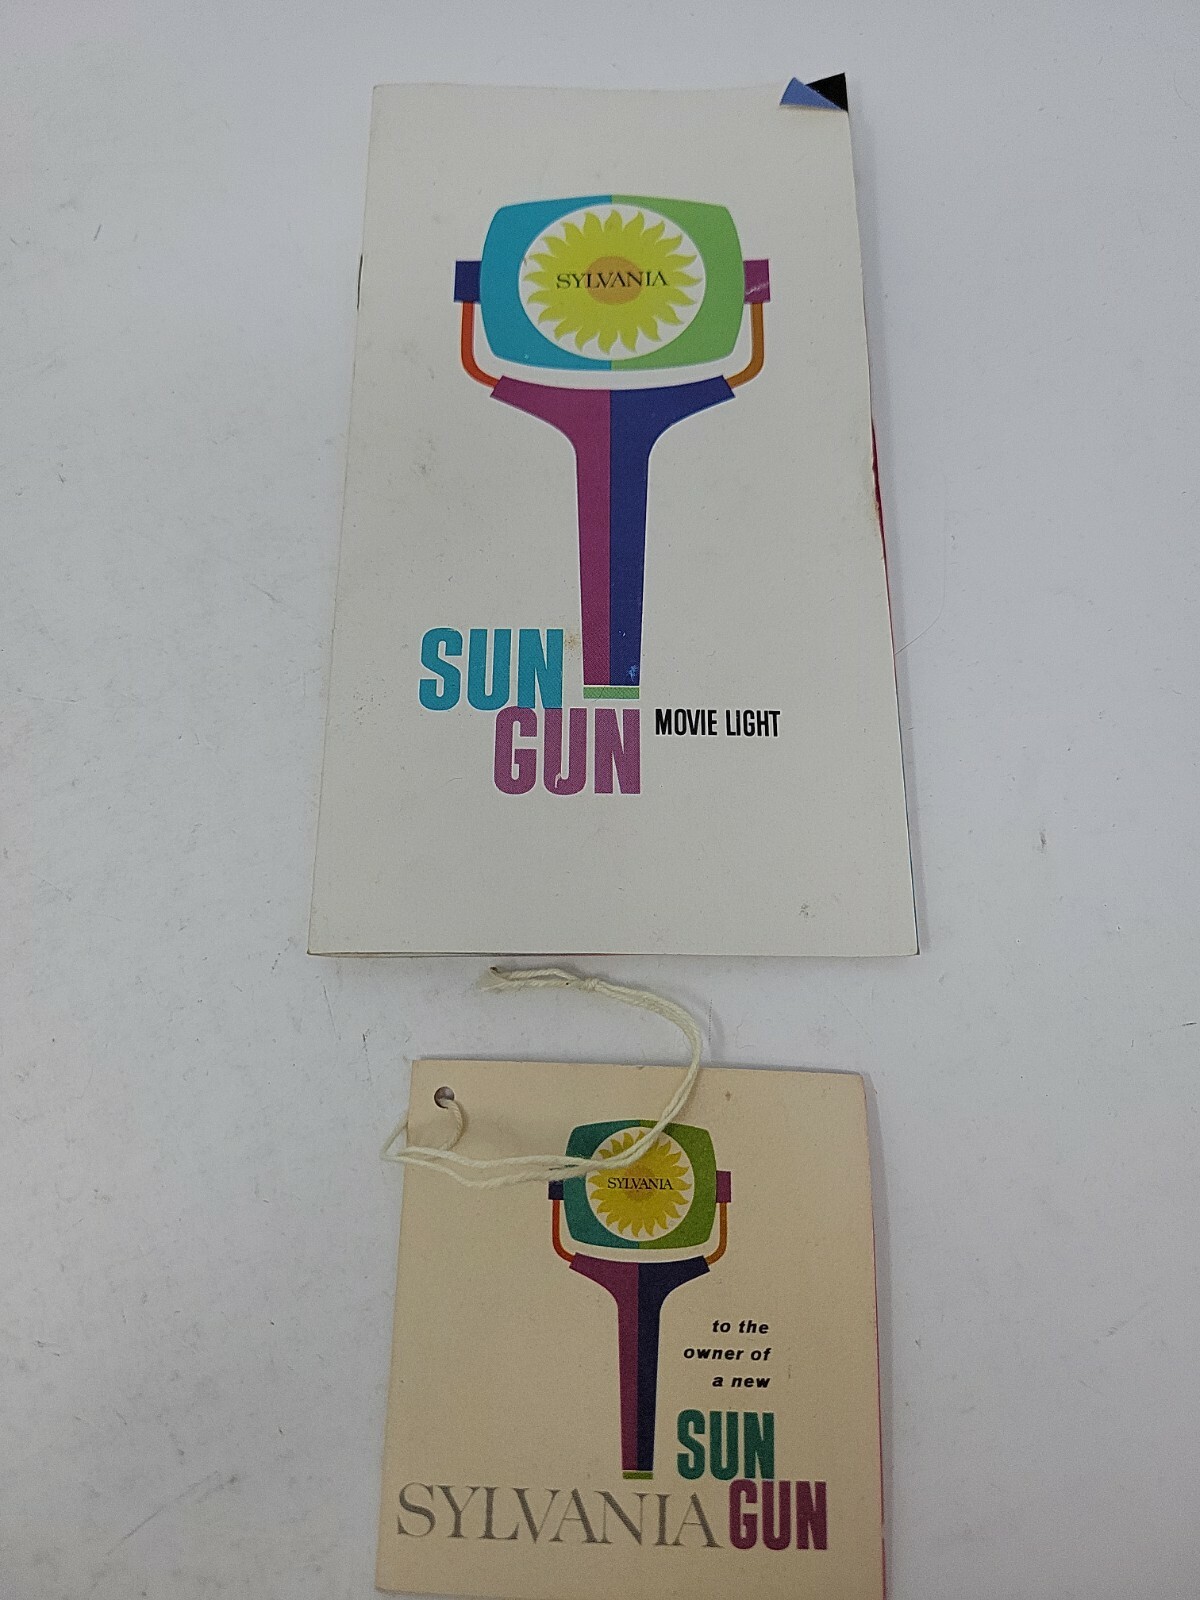 SYLVANIA
SUN
GUN MOVIE LIGHT
SYLVANIA
to the
owner of
a new
SUN
SYLVANIA GUN